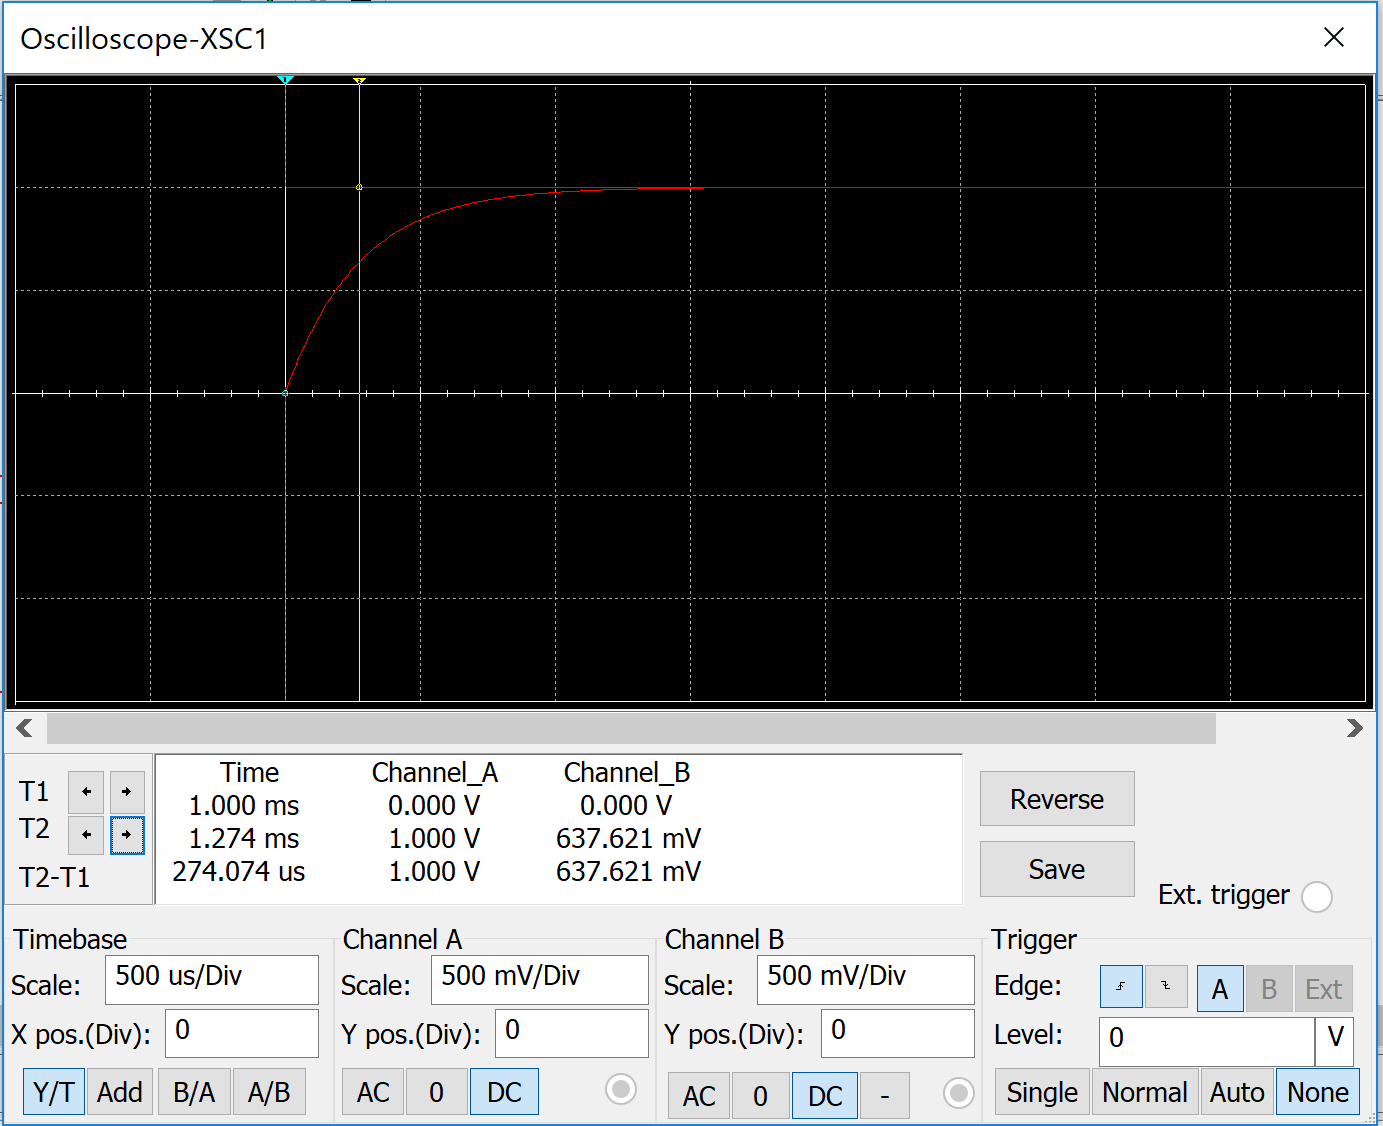 Oscilloscope-XSC1
1
2
Time Channel_A Channel_B
T1 1.000 ms 0.000 V 0.000 V
T2 1.274 ms 1.000 V 637.621 mV
T2-T1 274.074 us 1.000 V 637.621 mV
Reverse
Save
Ext. trigger
Timebase
Scale: 500 us/Div
X pos.(Div): 0
Y/T Add B/A A/B
Channel A
Scale: 500 mV/Div
Y pos.(Div): 0
AC 0 DC
Channel B
Scale: 500 mV/Div
Y pos.(Div): 0
AC 0 DC -
Trigger
Edge: A B Ext
Level: 0 V
Single Normal Auto None